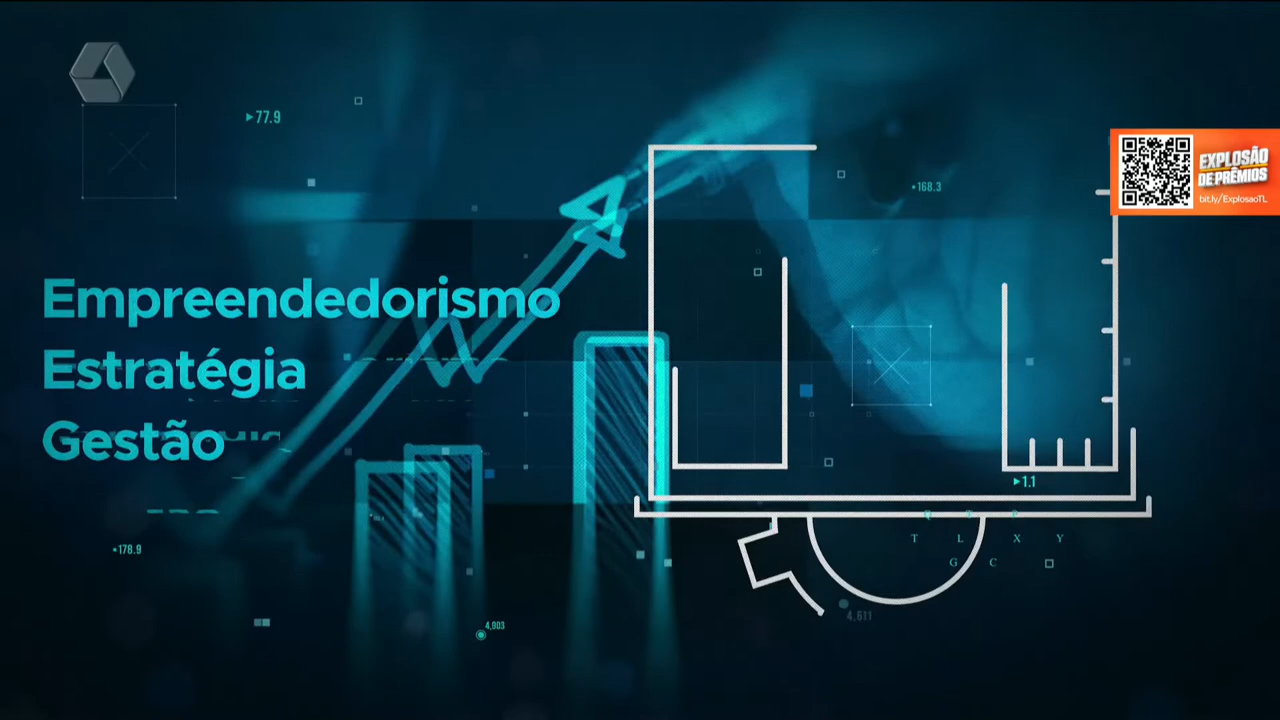 ▸77.9
EXPLOSÃO
DE PRÊMIOS
bit.ly/ExplosaoTL
168.3
Empreendedorismo
Estratégia
Gestão
▸1.1
T L X Y
G C
178.9
4,903
4,611